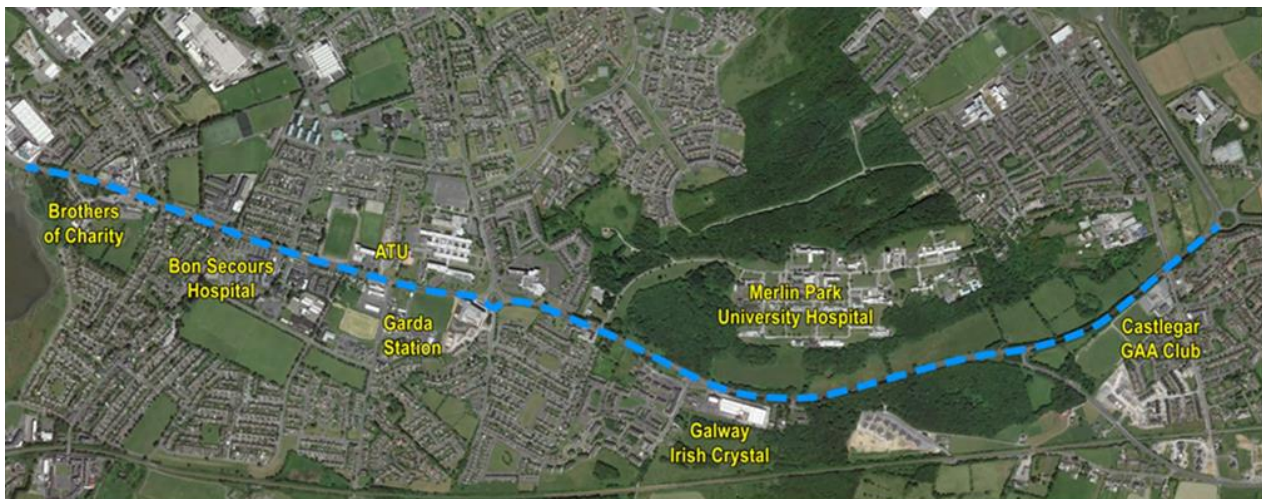 Brothers
of Charity
Bon Secours
Hospital
ATU
Garda
Station
Merlin Park
University Hospital
Galway
Irish Crystal
Castlegar
GAA Club